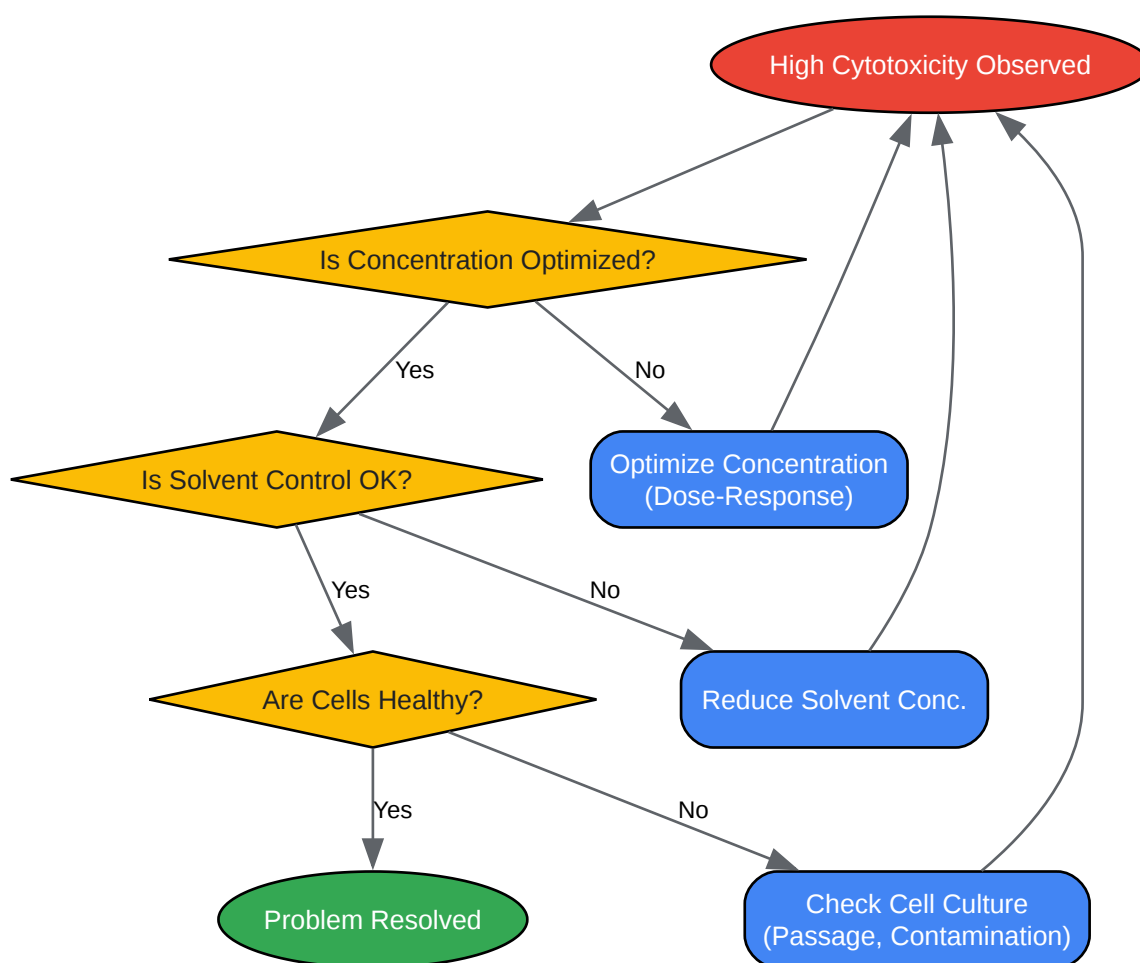 High Cytotoxicity Observed
Is Concentration Optimized?
Yes
No
Is Solvent Control OK?
Optimize Concentration
(Dose-Response)
Yes
No
Are Cells Healthy?
Reduce Solvent Conc.
Yes
No
Problem Resolved
Check Cell Culture
(Passage, Contamination)